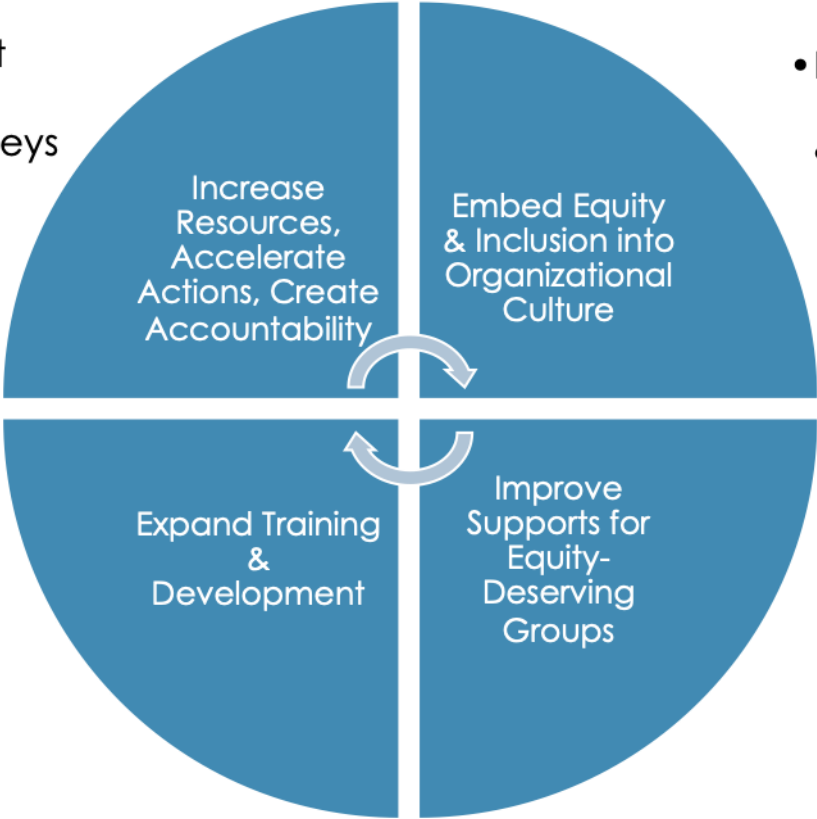 eys
Increase
Resources,
Accelerate
Actions, Create
Accountability
Embed Equity
& Inclusion into
Organizational
Culture
Expand Training
&
Development
Improve
Supports for
Equity-
Deserving
Groups